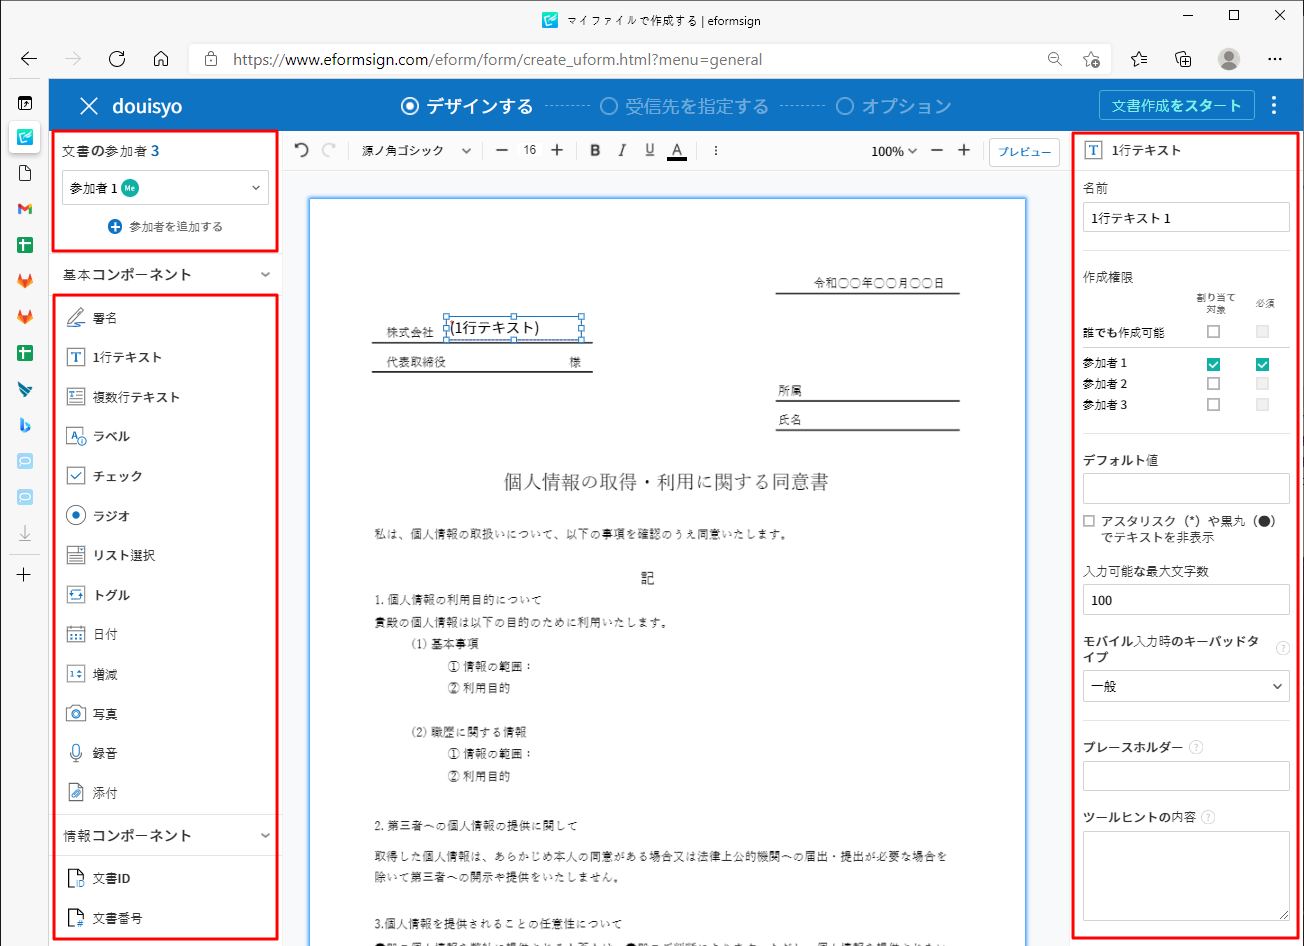 マイファイルで作成する | eformsign
https://www.eformsign.com/eform/form/create_uform.html?menu=general
douisyo
デザインする
受信先を指定する
オプション
文書作成をスタート
文書の参加者 3
参加者 1 Me
参加者を追加する
基本コンポーネント
署名
1行テキスト
複数行テキスト
ラベル
チェック
ラジオ
リスト選択
トグル
日付
増減
写真
録音
添付
情報コンポーネント
文書ID
文書番号
源ノ角ゴシック
16
B I U A
100%
プレビュー
令和〇〇年〇〇月〇〇日
株式会社 (1行テキスト)
代表取締役 様
所属
氏名
個人情報の取得・利用に関する同意書
私は、個人情報の取扱いについて、以下の事項を確認のうえ同意いたします。
記
1. 個人情報の利用目的について
貴殿の個人情報は以下の目的のために利用いたします。
(1) 基本事項
① 情報の範囲：
② 利用目的
(2) 職歴に関する情報
① 情報の範囲：
② 利用目的
2. 第三者への個人情報の提供に関して
取得した個人情報は、あらかじめ本人の同意がある場合又は法律上公的機関への届出・提出が必要な場合を
除いて第三者への開示や提供をいたしません。
3.個人情報を提供されることの任意性について
1行テキスト
名前
1行テキスト 1
作成権限
割り当て
対象
必須
誰でも作成可能
参加者 1
参加者 2
参加者 3
デフォルト値
アスタリスク（*）や黒丸（●）
でテキストを非表示
入力可能な最大文字数
100
モバイル入力時のキーパッドタ
イプ
一般
プレースホルダー
ツールヒントの内容